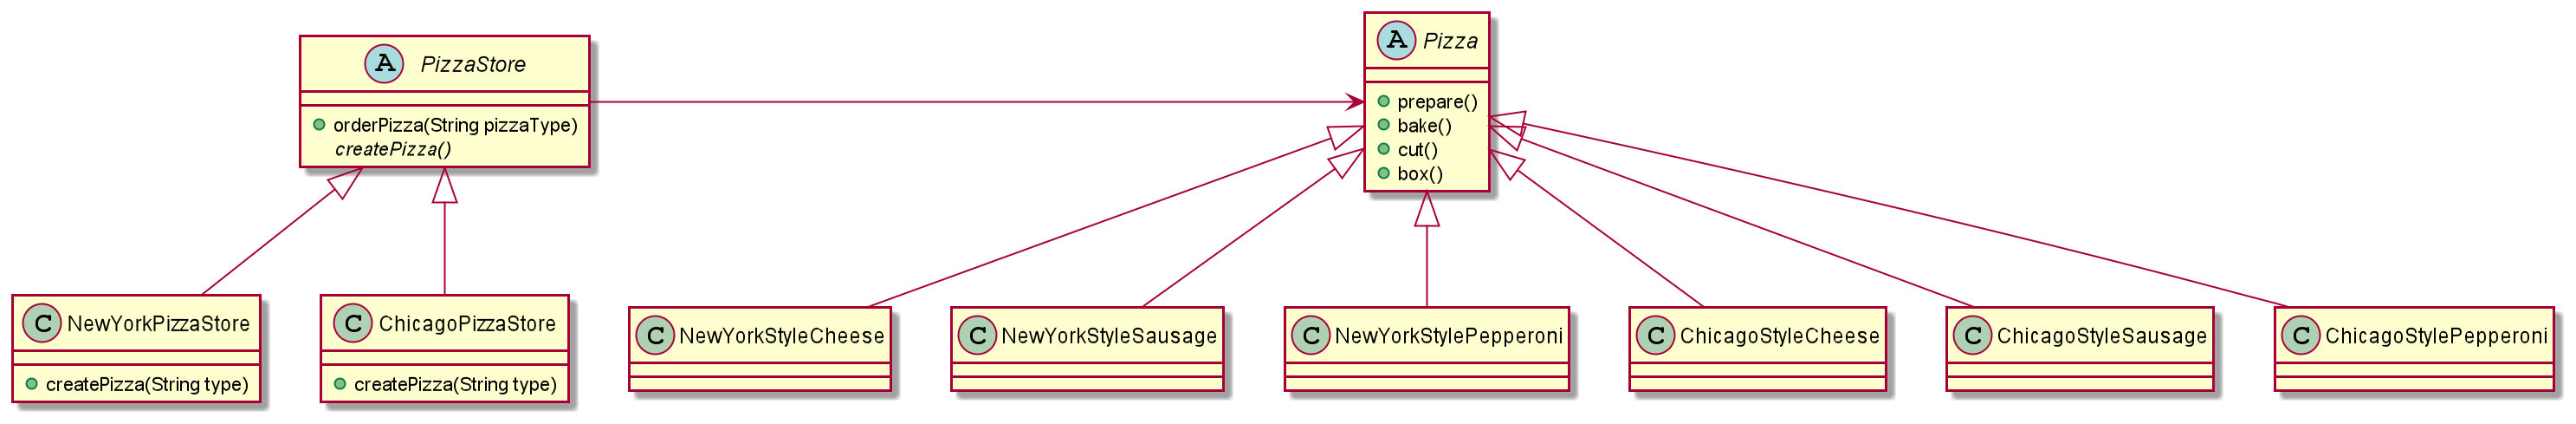 A PizzaStore
orderPizza(String pizzaType)
createPizza()
A Pizza
prepare()
bake()
cut()
box()
C NewYorkPizzaStore
createPizza(String type)
C ChicagoPizzaStore
createPizza(String type)
C NewYorkStyleCheese
C NewYorkStyleSausage
C NewYorkStylePepperoni
C ChicagoStyleCheese
C ChicagoStyleSausage
C ChicagoStylePepperoni